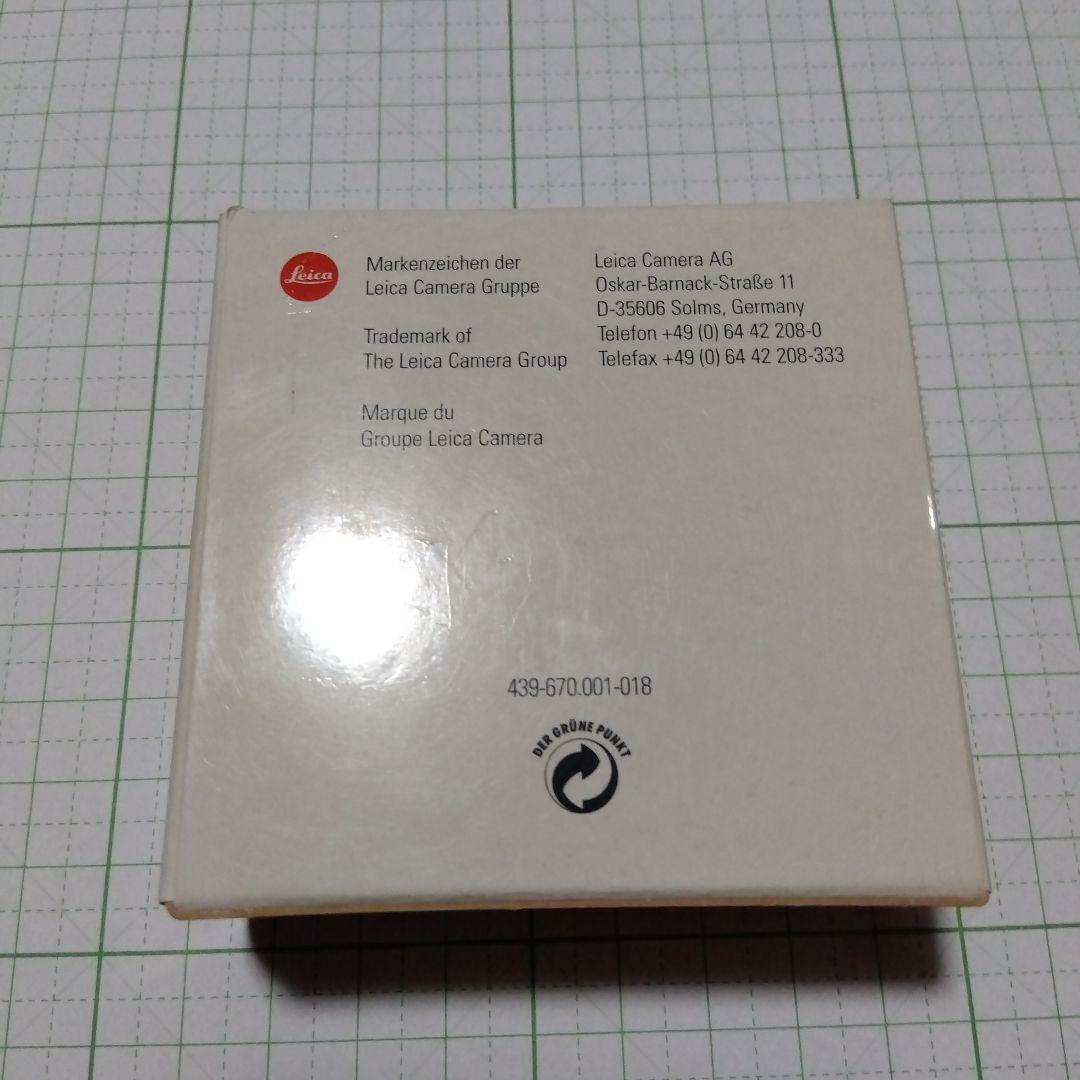 Leica
Markenzeichen der
Leica Camera Gruppe
Trademark of
The Leica Camera Group
Marque du
Groupe Leica Camera
Leica Camera AG
Oskar-Barnack-Straße 11
D-35606 Solms, Germany
Telefon +49 (0) 64 42 208-0
Telefax +49 (0) 64 42 208-333
439-670.001-018
DER GRÜNE PUNKT